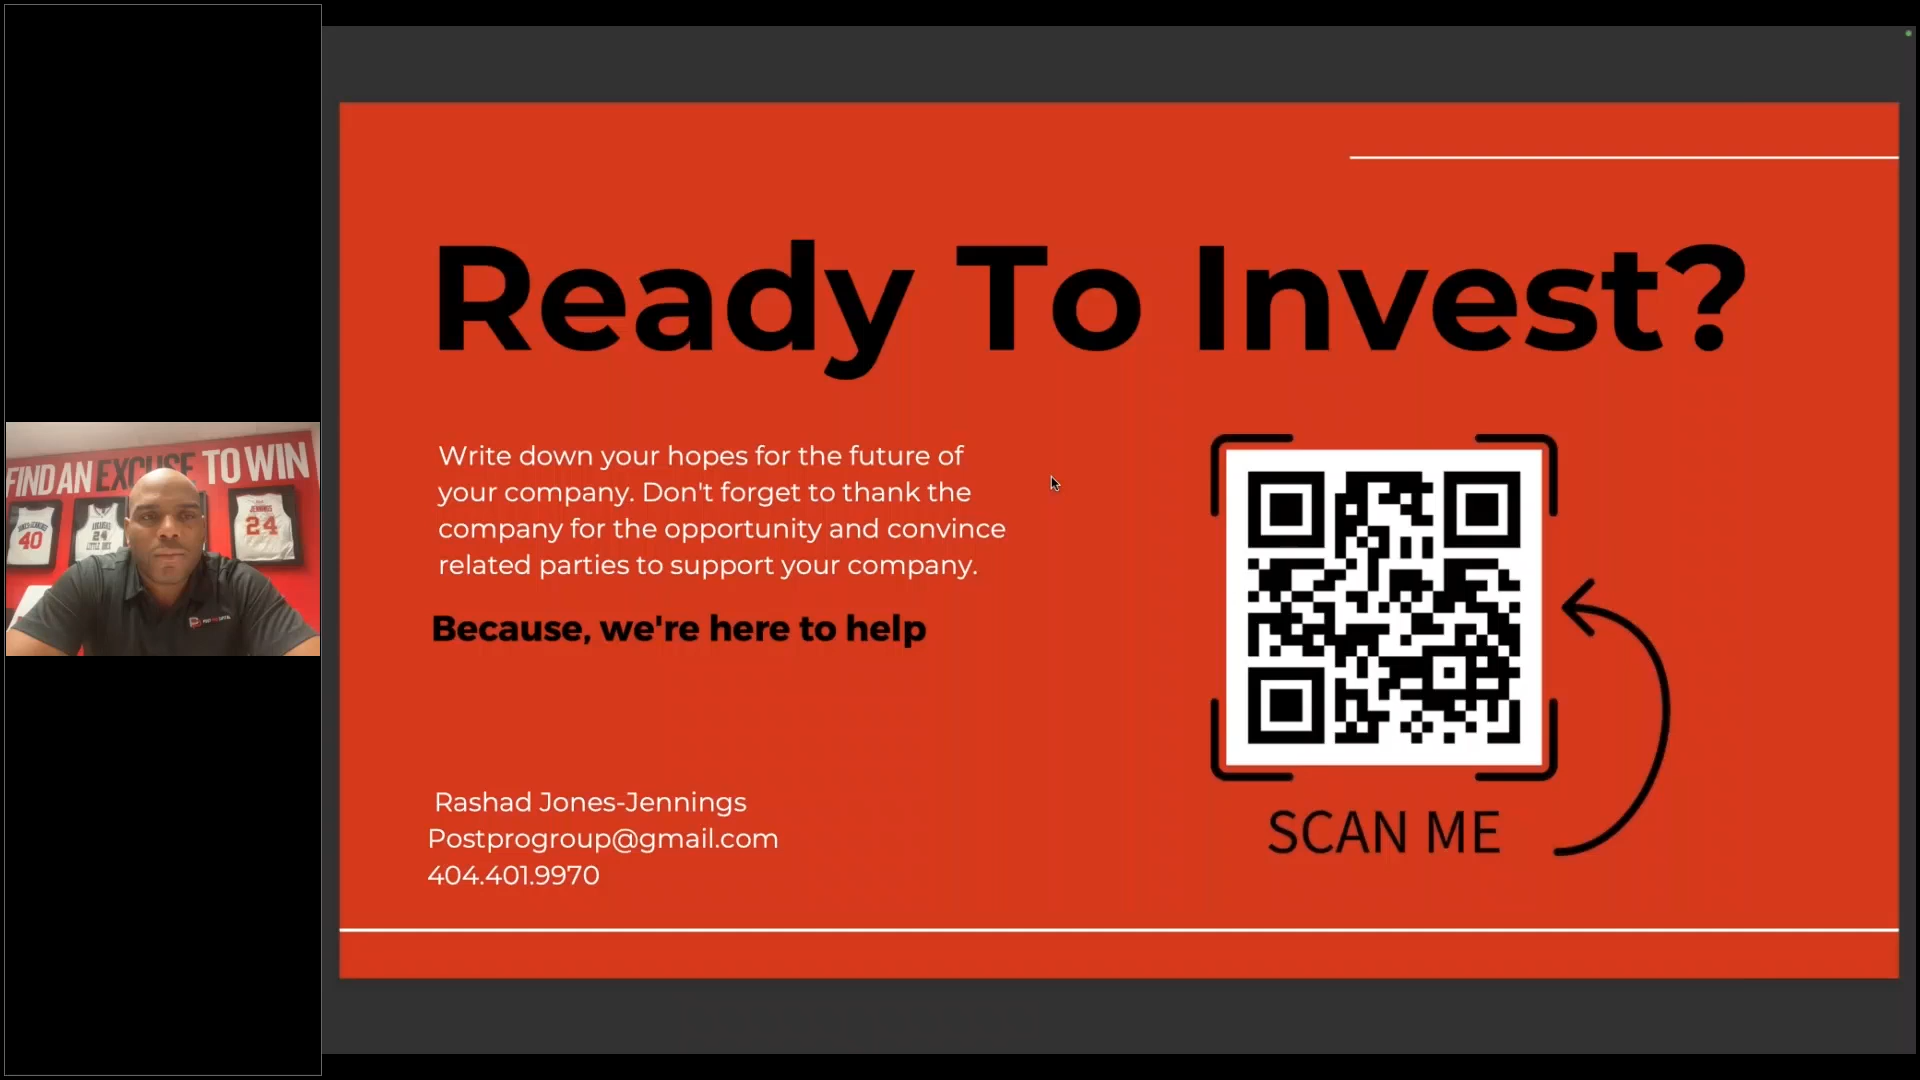 FIND AN EXCUSE TO WIN
40
24
JENNINGS
24
Ready To Invest?
Write down your hopes for the future of
your company. Don't forget to thank the
company for the opportunity and convince
related parties to support your company.
Because, we're here to help
Rashad Jones-Jennings
Postprogroup@gmail.com
404.401.9970
SCAN ME